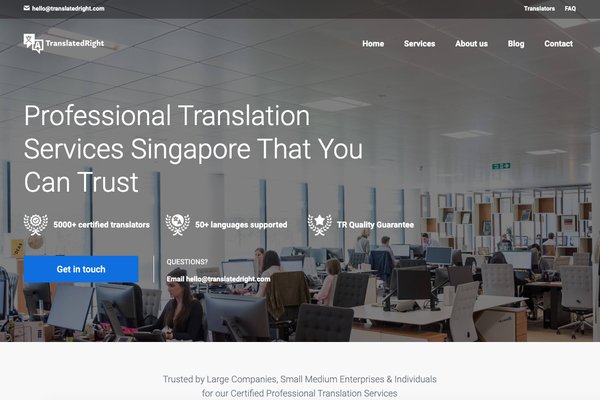 hello@translatedright.com
Translators FAQ
TranslatedRight
Home Services About us Blog Contact
Professional Translation
Services Singapore That You
Can Trust
5000+ certified translators
50+ languages supported
TR Quality Guarantee
Get in touch
QUESTIONS?
Email hello@translatedright.com
Trusted by Large Companies, Small Medium Enterprises & Individuals
for our Certified Professional Translation Services